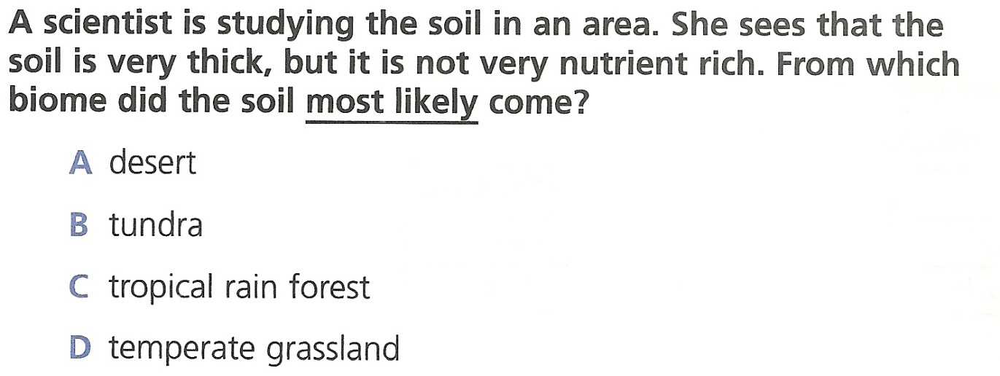 A scientist is studying the soil in an area. She sees that the
soil is very thick, but it is not very nutrient rich. From which
biome did the soil most likely come?
A desert
B tundra
C tropical rain forest
D temperate grassland